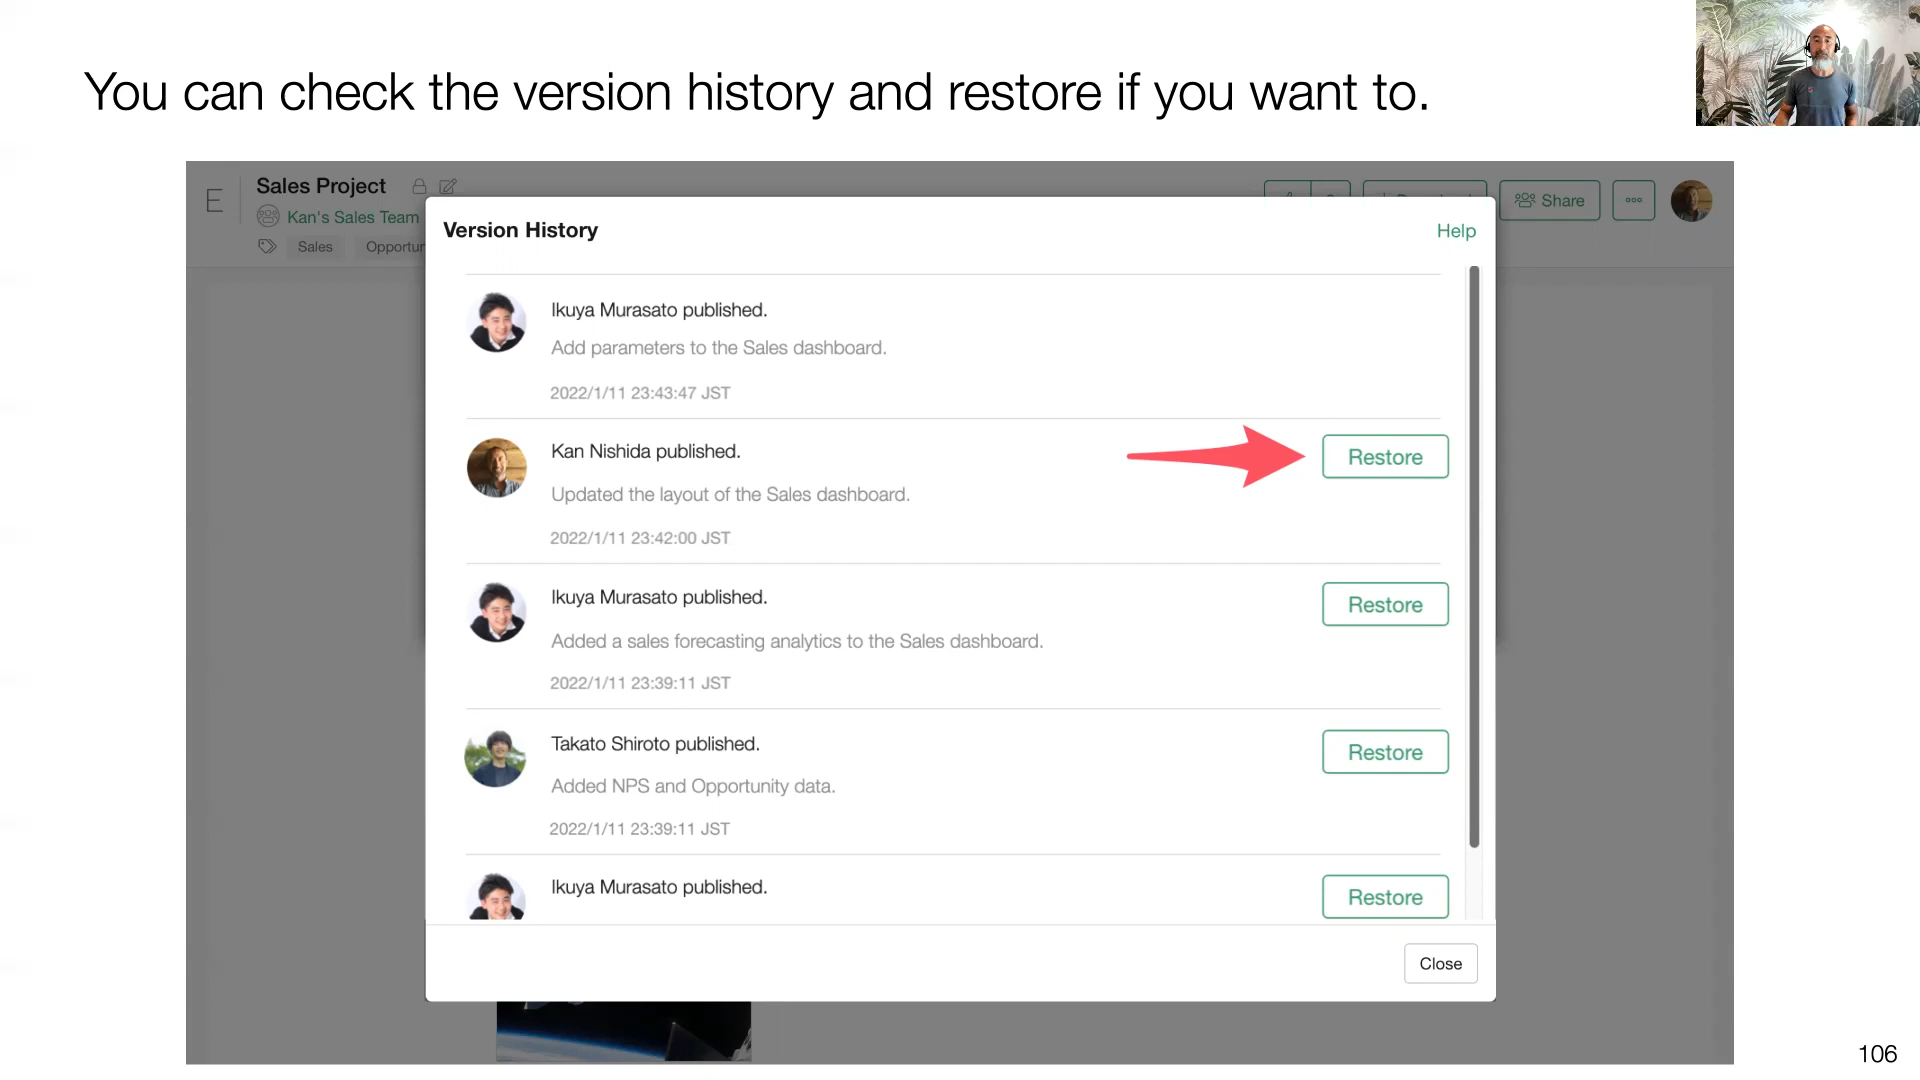 You can check the version history and restore if you want to.
E
Sales Project
Kan's Sales Team
Sales
Share
Version History
Help
Ikuya Murasato published.
Add parameters to the Sales dashboard.
2022/1/11 23:43:47 JST
Kan Nishida published.
Restore
Updated the layout of the Sales dashboard.
2022/1/11 23:42:00 JST
Ikuya Murasato published.
Restore
Added a sales forecasting analytics to the Sales dashboard.
2022/1/11 23:39:11 JST
Takato Shiroto published.
Restore
Added NPS and Opportunity data.
2022/1/11 23:39:11 JST
Ikuya Murasato published.
Restore
Close
106